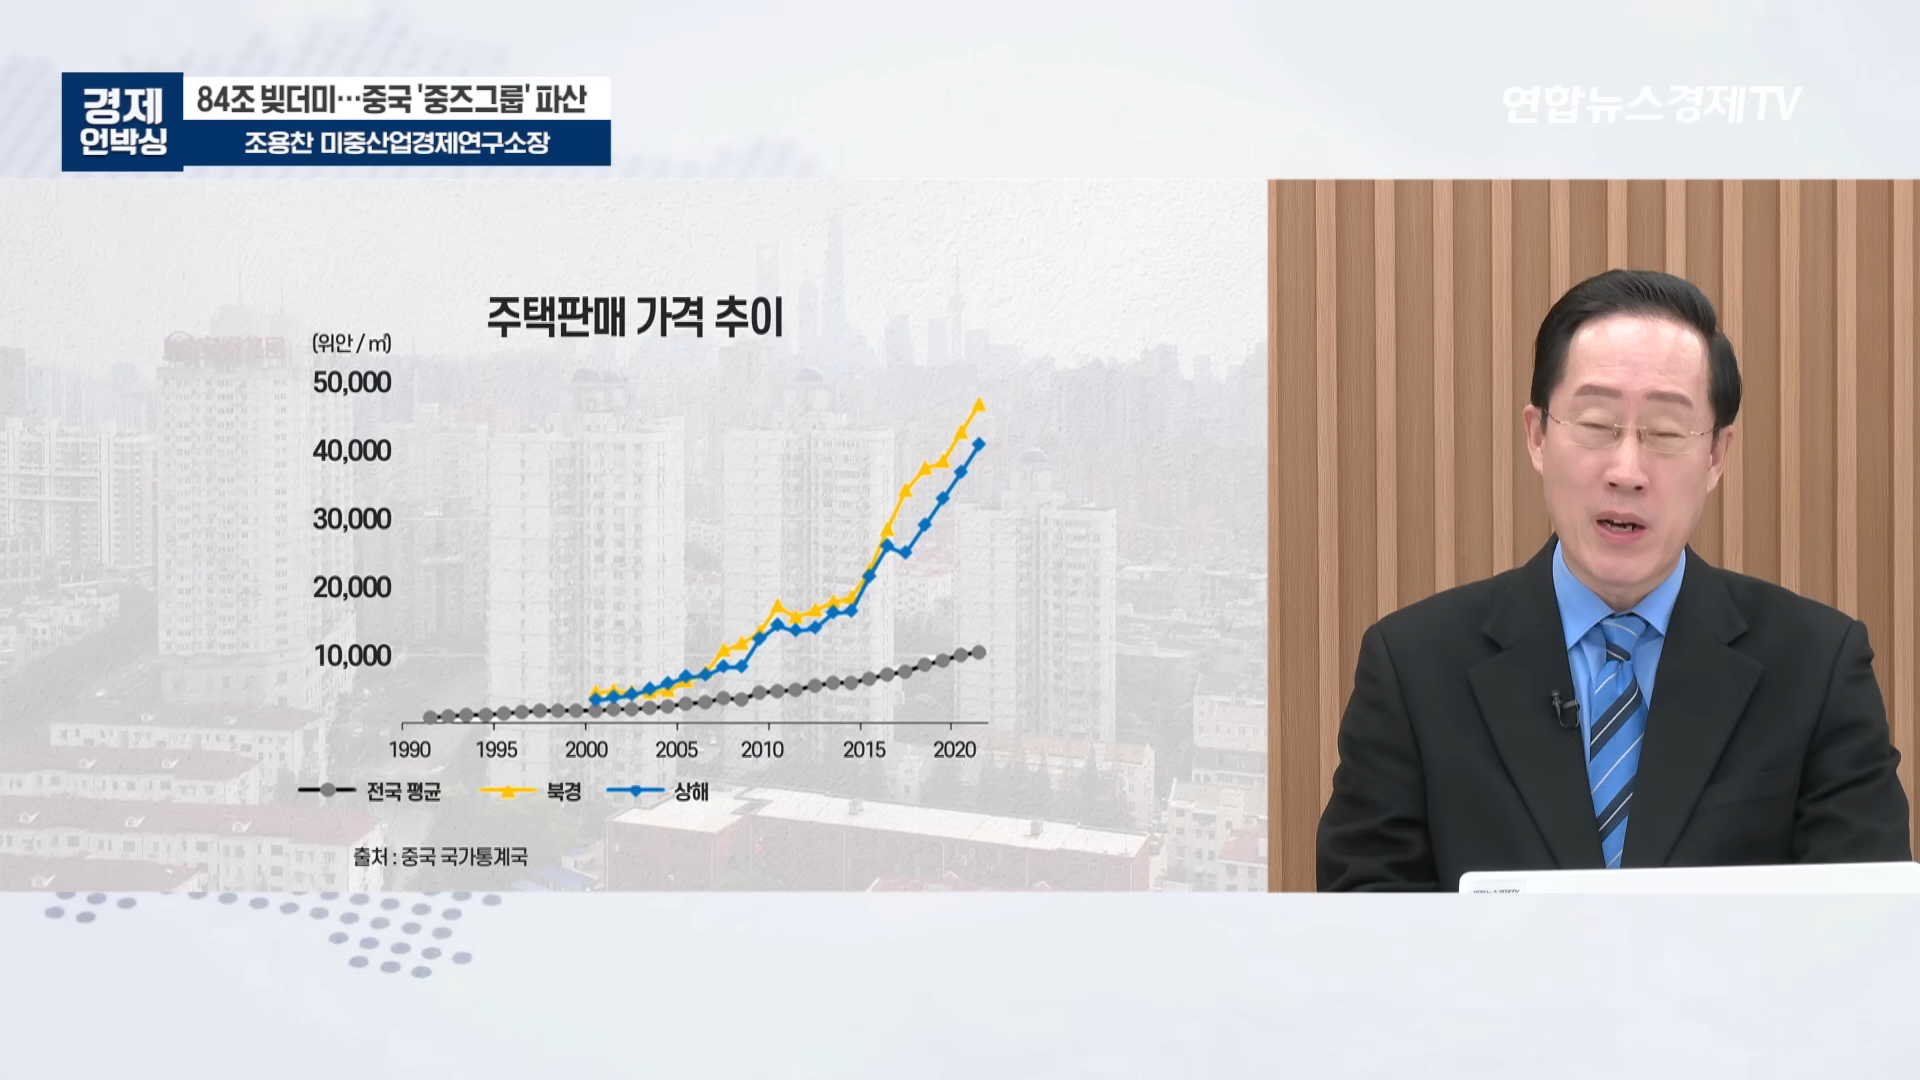 경제
언박싱
84조 빚더미…중국 '중즈그룹' 파산
조용찬 미중산업경제연구소장
연합뉴스경제TV
주택판매 가격 추이
(위안/㎡)
50,000
40,000
30,000
20,000
10,000
1990 1995 2000 2005 2010 2015 2020
전국 평균 북경 상해
출처 : 중국 국가통계국